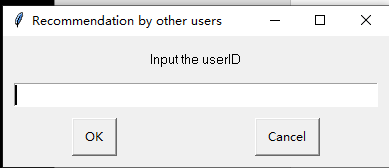 Recommendation by other users
Input the userID
OK
Cancel